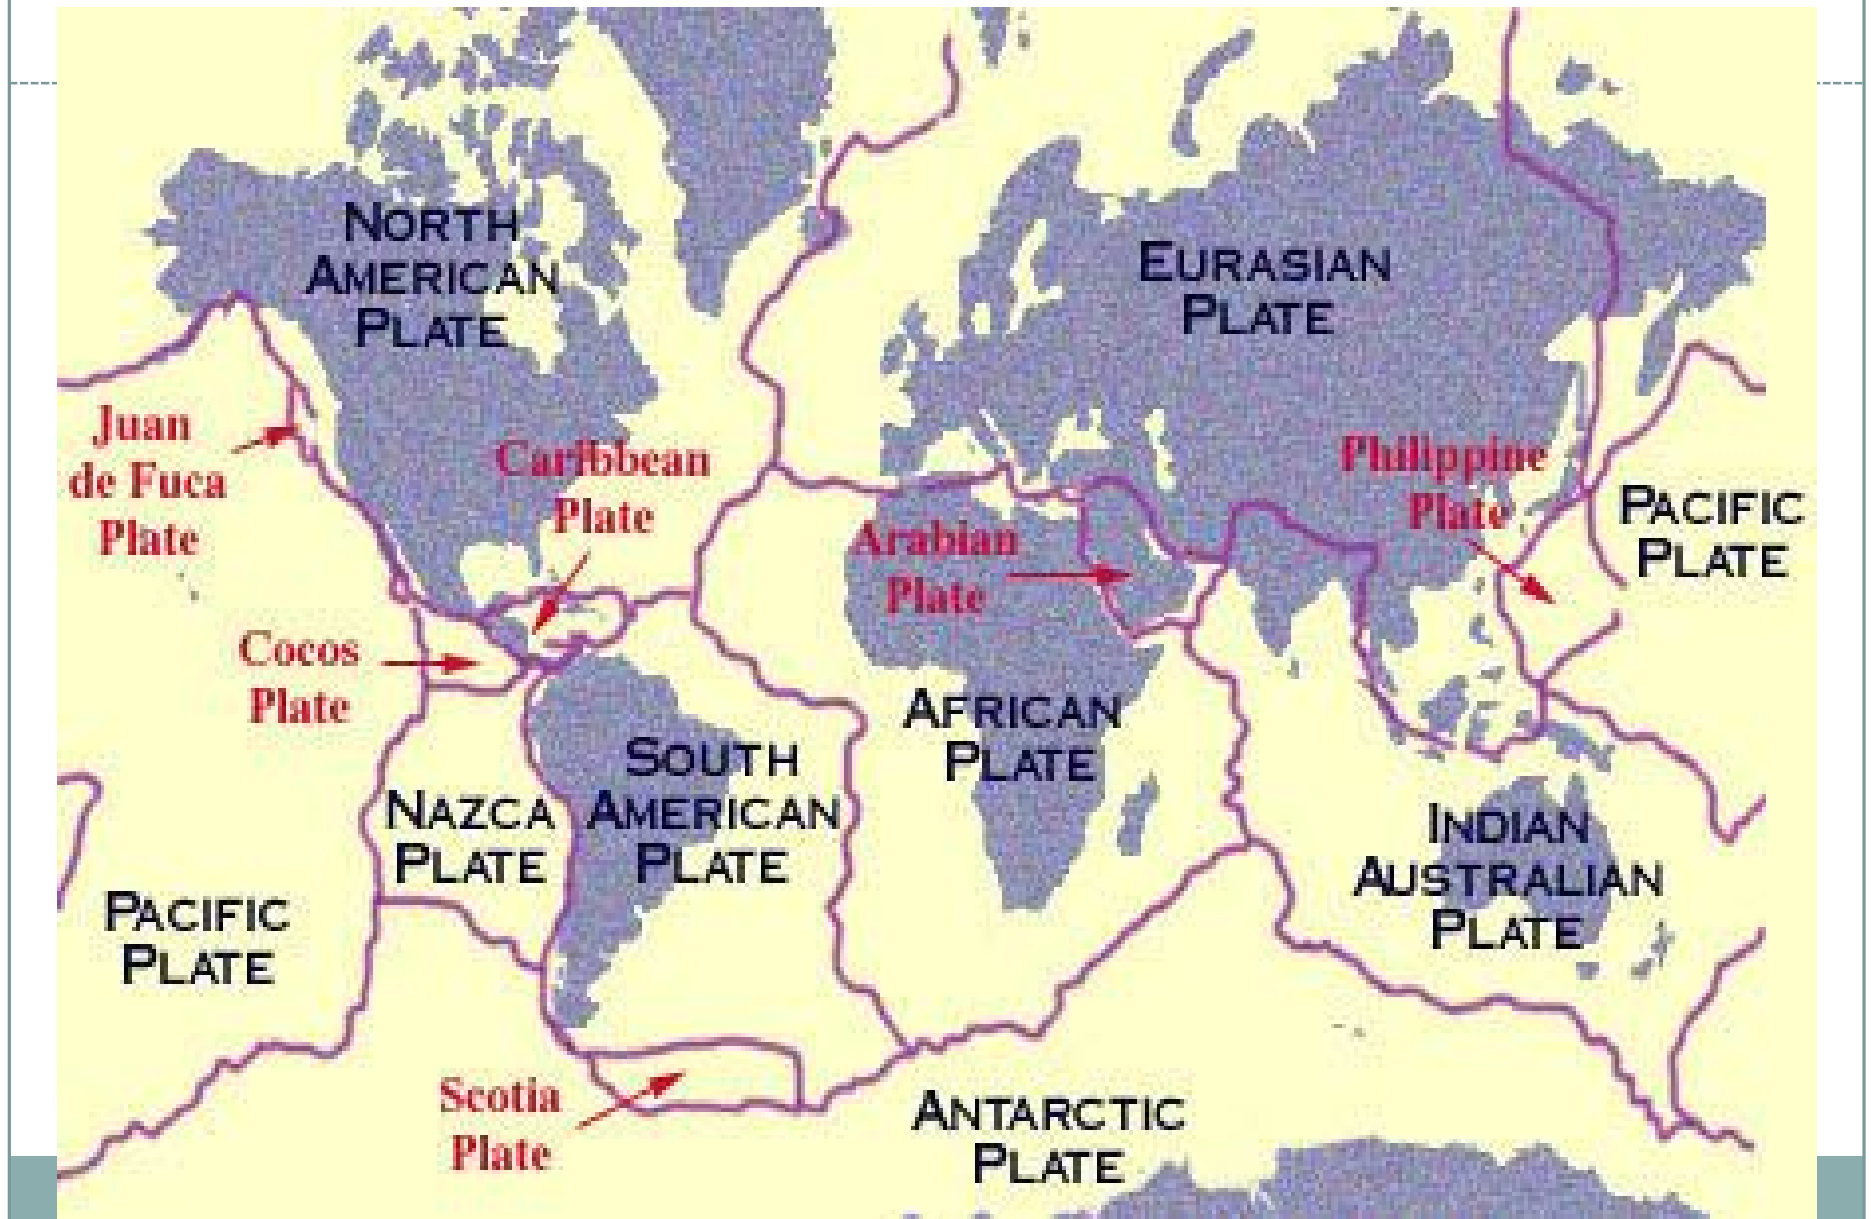 NORTH
AMERICAN
PLATE
EURASIAN
PLATE
Juan
de Fuca
Plate
Caribbean
Plate
Philippine
Plate
PACIFIC
PLATE
Arabian
Plate
Cocos
Plate
AFRICAN
PLATE
SOUTH
AMERICAN
PLATE
NAZCA
PLATE
INDIAN
AUSTRALIAN
PLATE
PACIFIC
PLATE
Scotia
Plate
ANTARCTIC
PLATE